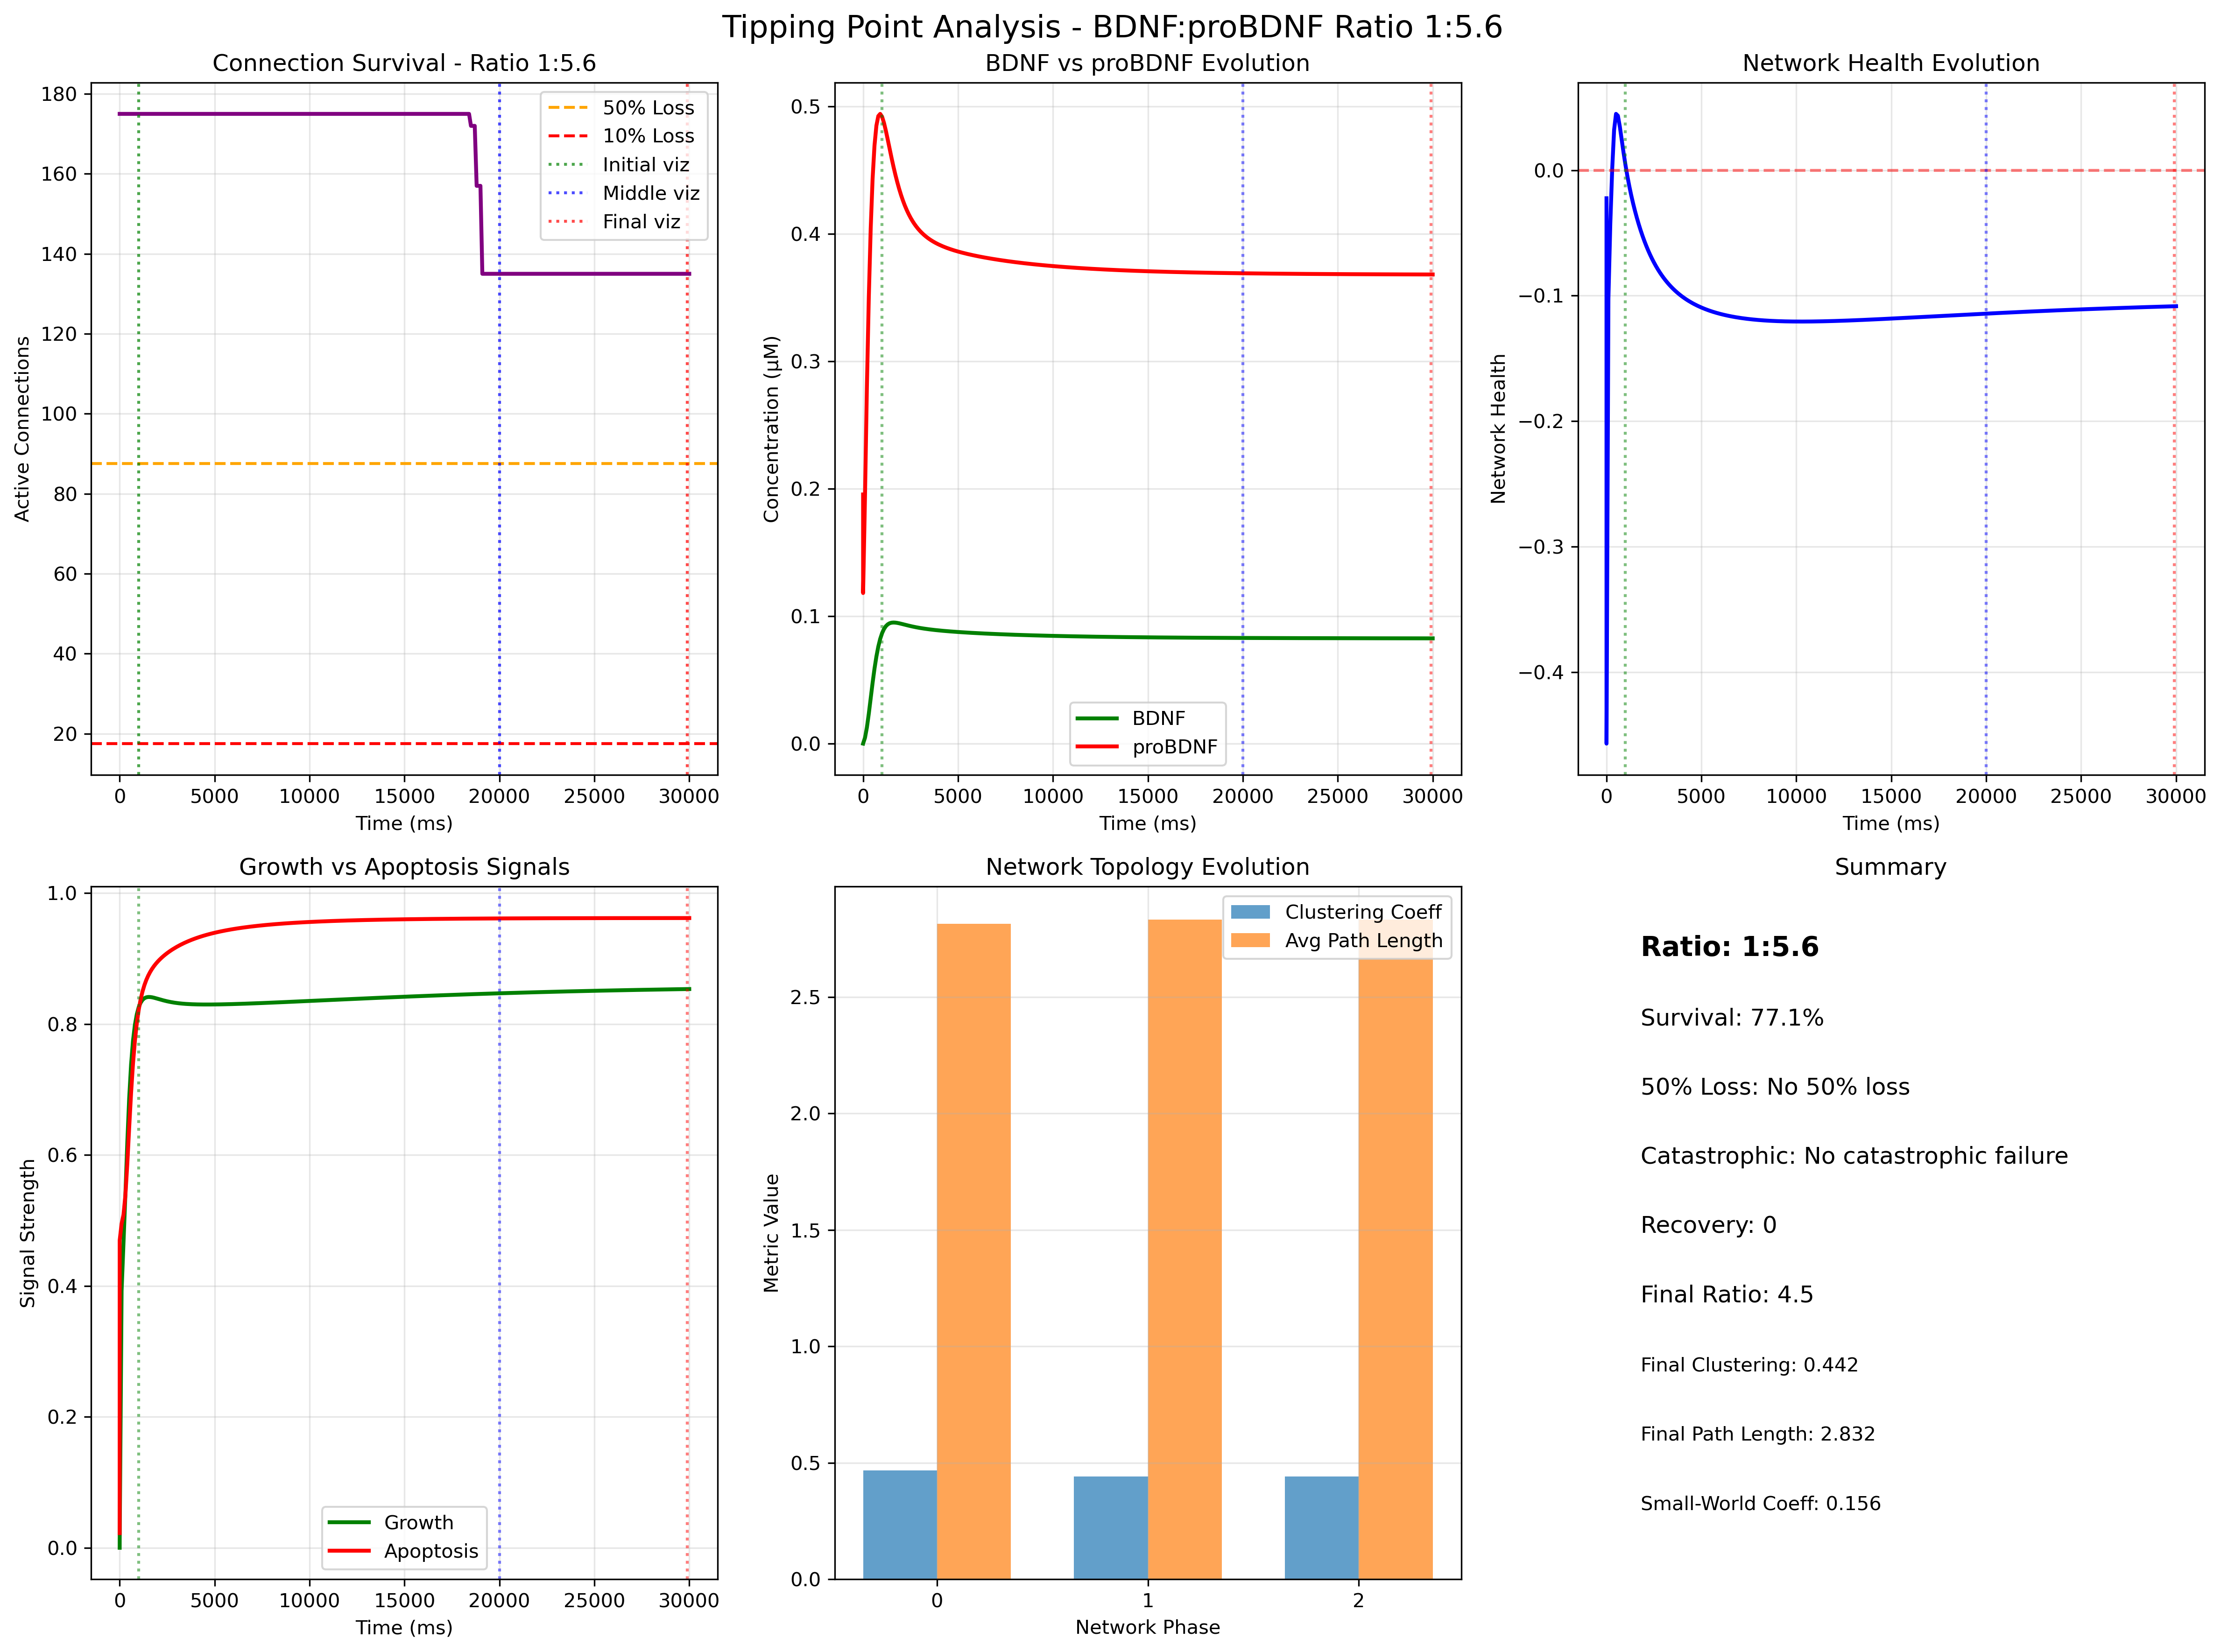 Tipping Point Analysis - BDNF:proBDNF Ratio 1:5.6
Connection Survival - Ratio 1:5.6
Active Connections
180
160
140
120
100
80
60
40
20
0 5000 10000 15000 20000 25000 30000
Time (ms)
50% Loss
10% Loss
Initial viz
Middle viz
Final viz
BDNF vs proBDNF Evolution
Concentration (μM)
0.5
0.4
0.3
0.2
0.1
0.0
0 5000 10000 15000 20000 25000 30000
Time (ms)
BDNF
proBDNF
Network Health Evolution
Network Health
0.0
−0.1
−0.2
−0.3
−0.4
0 5000 10000 15000 20000 25000 30000
Time (ms)
Growth vs Apoptosis Signals
Signal Strength
1.0
0.8
0.6
0.4
0.2
0.0
0 5000 10000 15000 20000 25000 30000
Time (ms)
Growth
Apoptosis
Network Topology Evolution
Metric Value
2.5
2.0
1.5
1.0
0.5
0.0
0 1 2
Network Phase
Clustering Coeff
Avg Path Length
Summary
Ratio: 1:5.6
Survival: 77.1%
50% Loss: No 50% loss
Catastrophic: No catastrophic failure
Recovery: 0
Final Ratio: 4.5
Final Clustering: 0.442
Final Path Length: 2.832
Small-World Coeff: 0.156